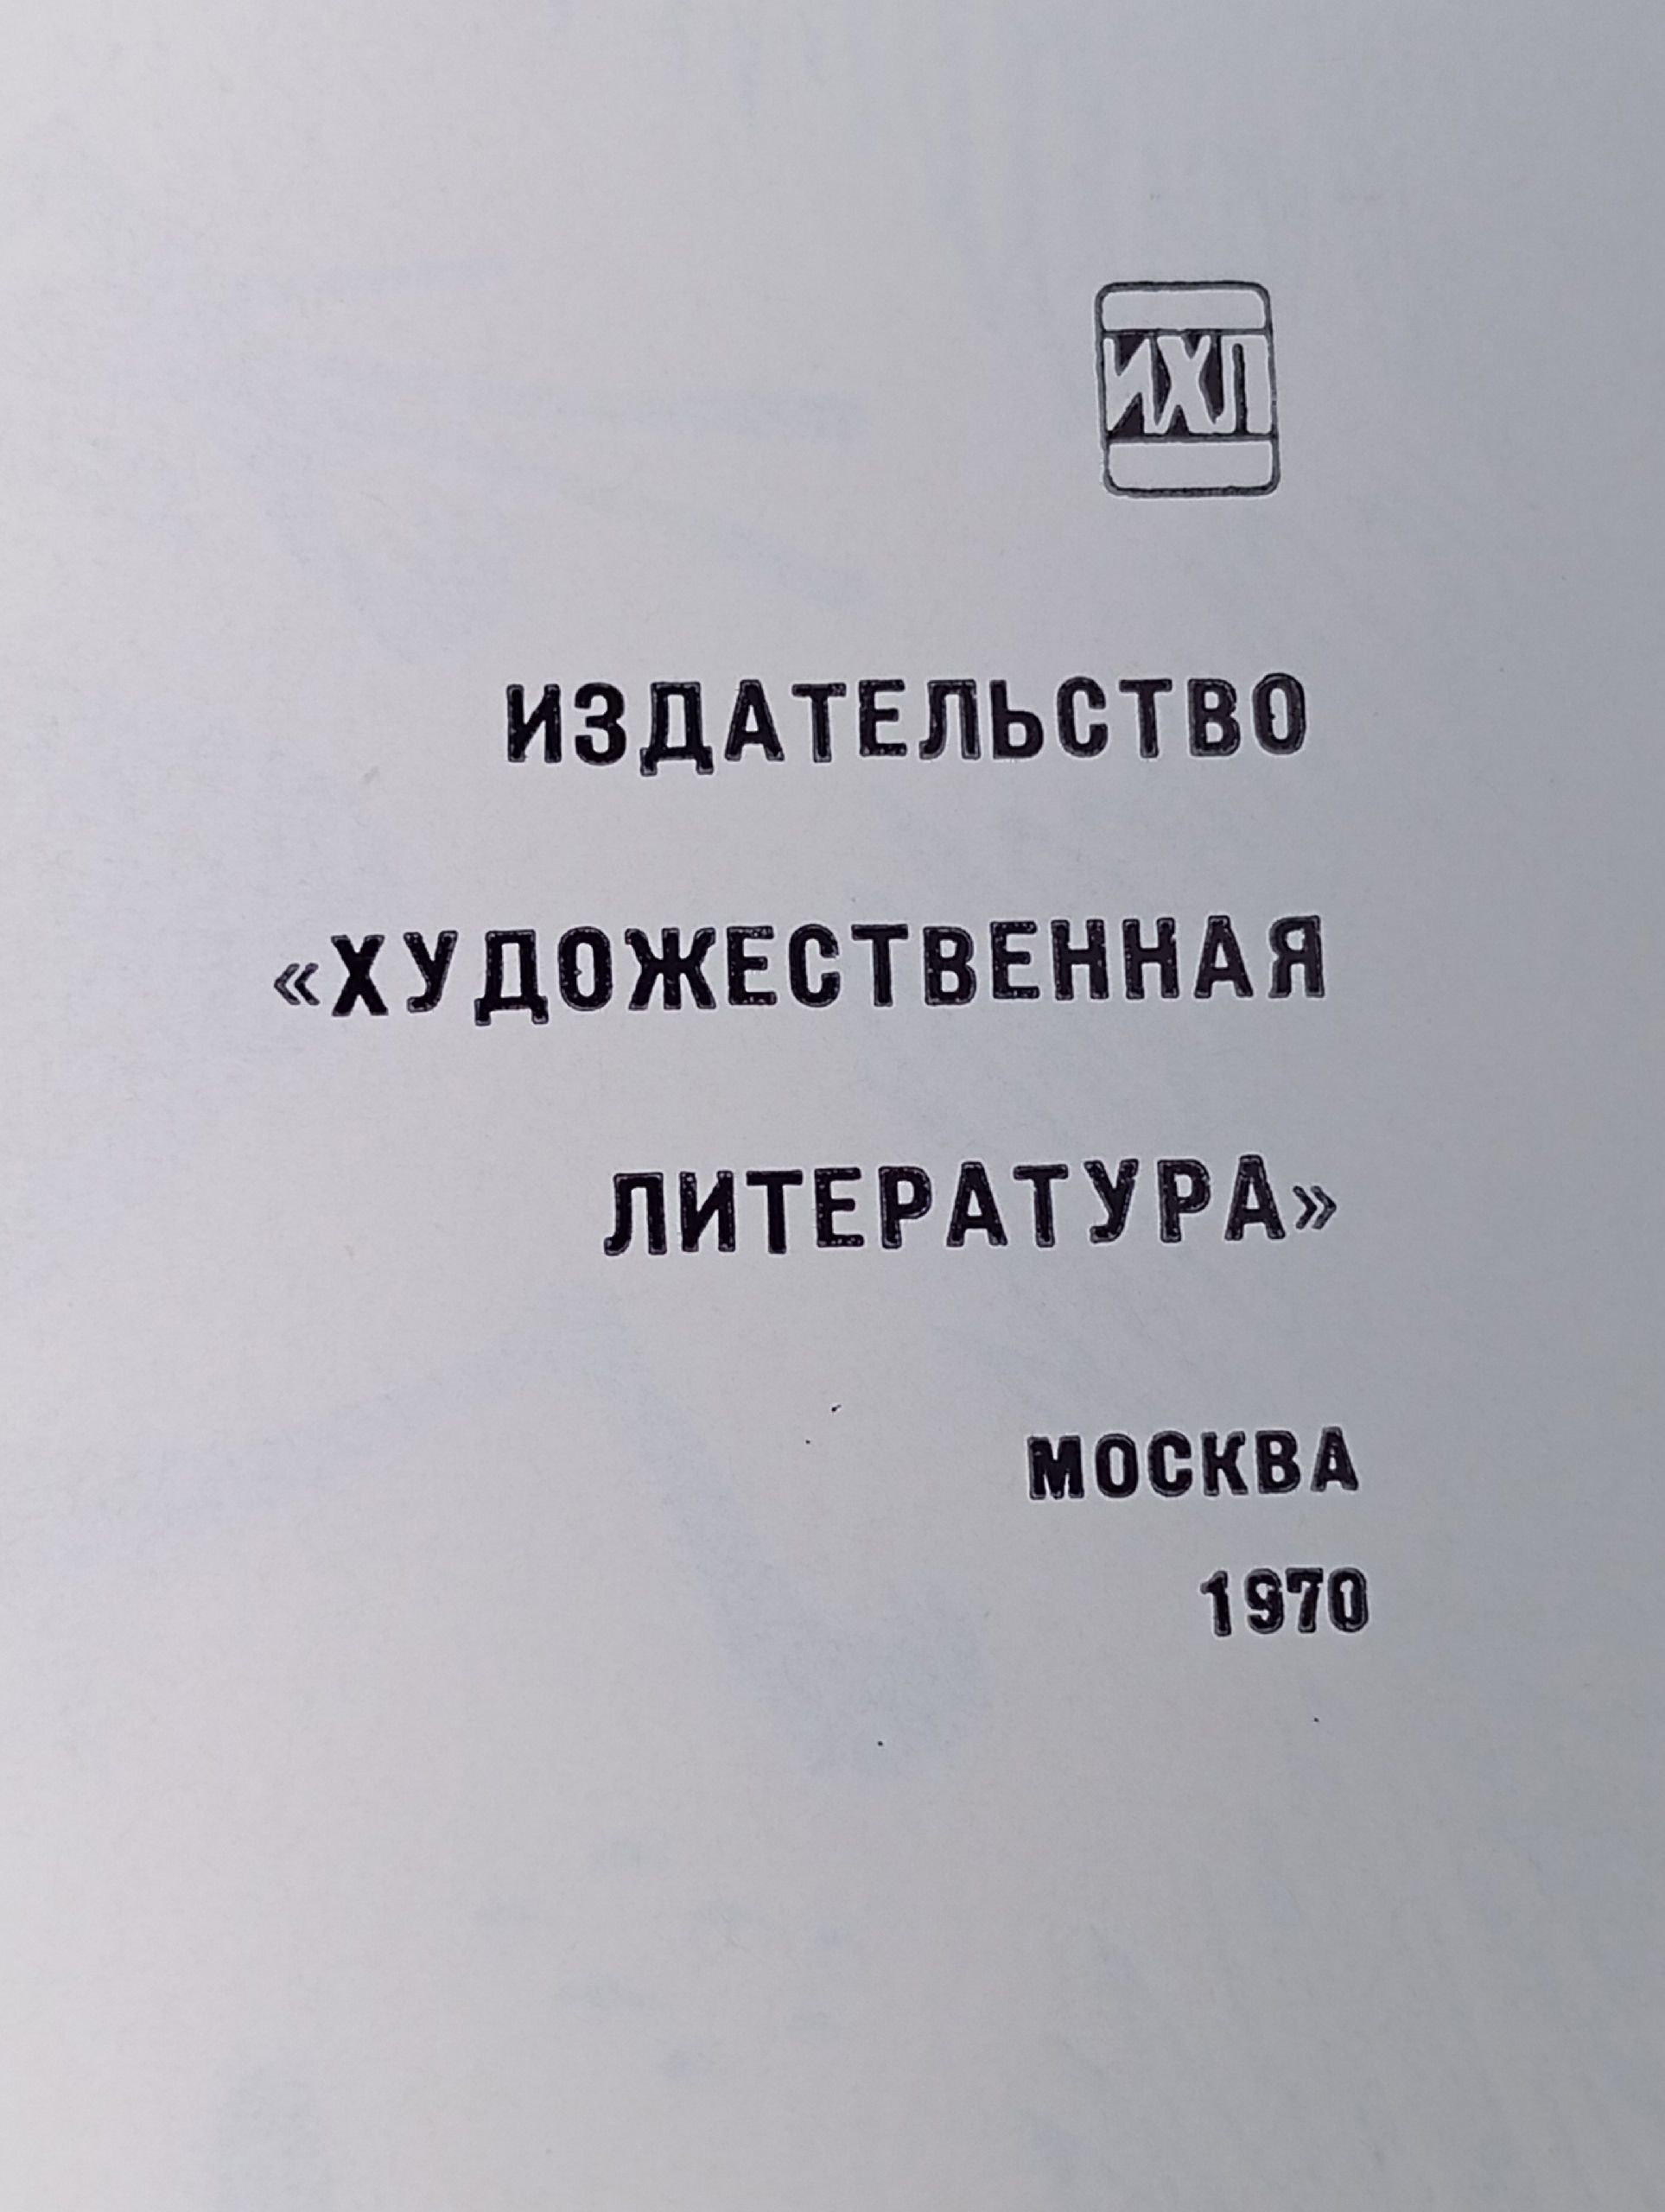 ИХЛ
ИЗДАТЕЛЬСТВО
«ХУДОЖЕСТВЕННАЯ
ЛИТЕРАТУРА»
МОСКВА
1970